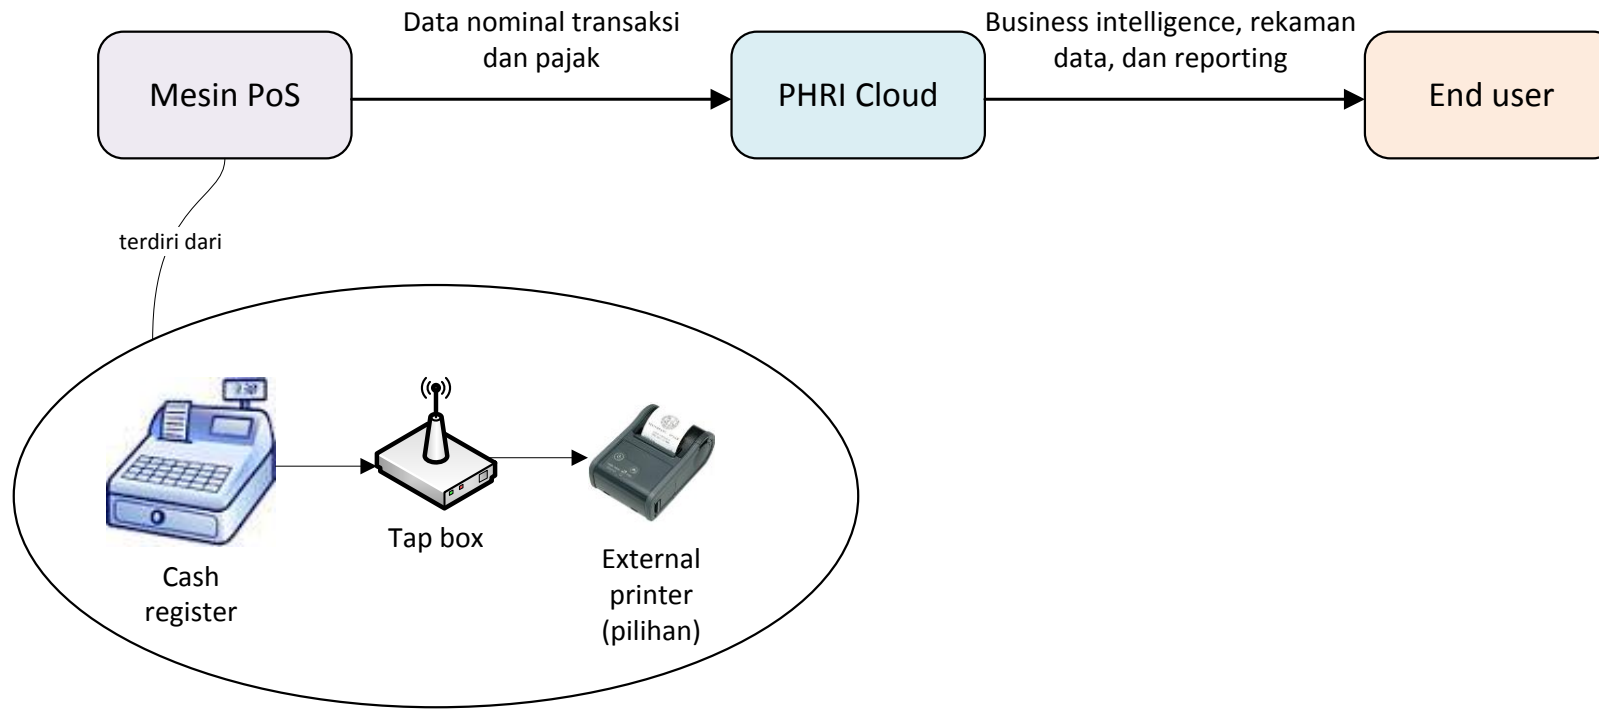 Data nominal transaksi
dan pajak
Business intelligence, rekaman
data, dan reporting
Mesin PoS
PHRI Cloud
End user
terdiri dari
Cash
register
Tap box
External
printer
(pilihan)